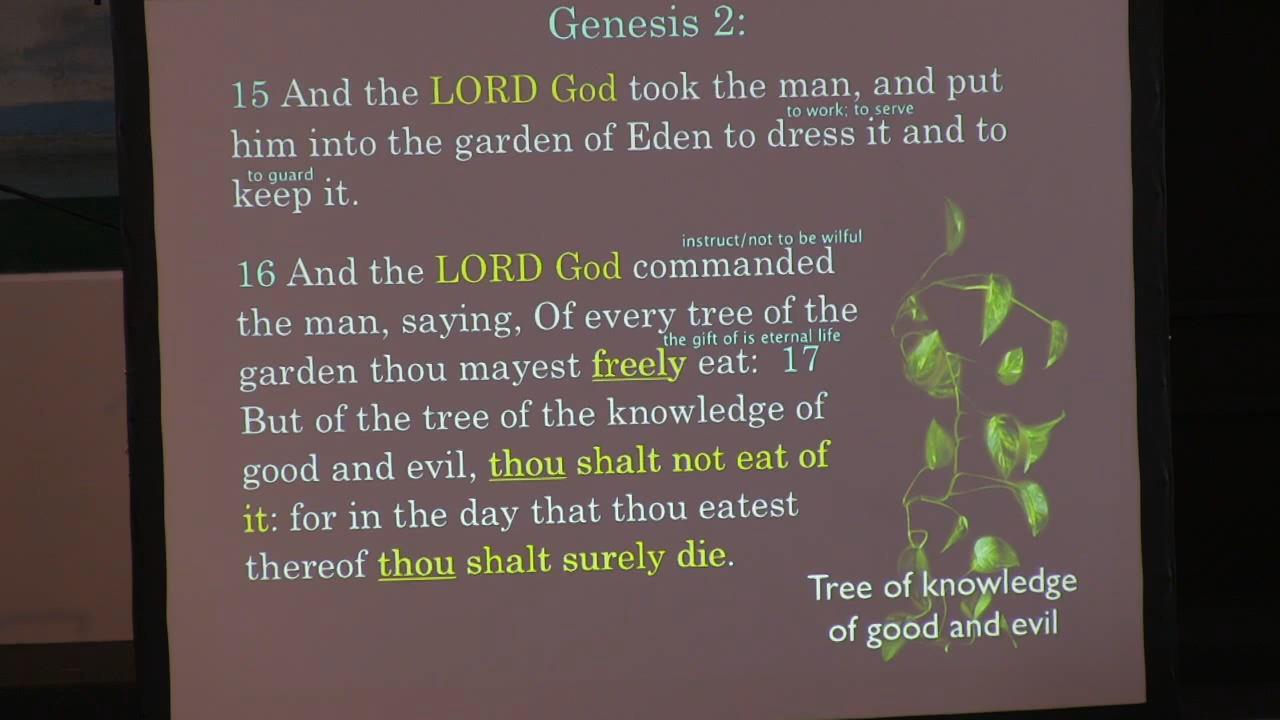 Genesis 2:
15 And the LORD God took the man, and put
to work; to serve
him into the garden of Eden to dress it and to
to guard
keep it.
instruct/not to be wilful
16 And the LORD God commanded
the man, saying, Of every tree of the
the gift of is eternal life
garden thou mayest freely eat: 17
But of the tree of the knowledge of
good and evil, thou shalt not eat of
it: for in the day that thou eatest
thereof thou shalt surely die.
Tree of knowledge
of good and evil